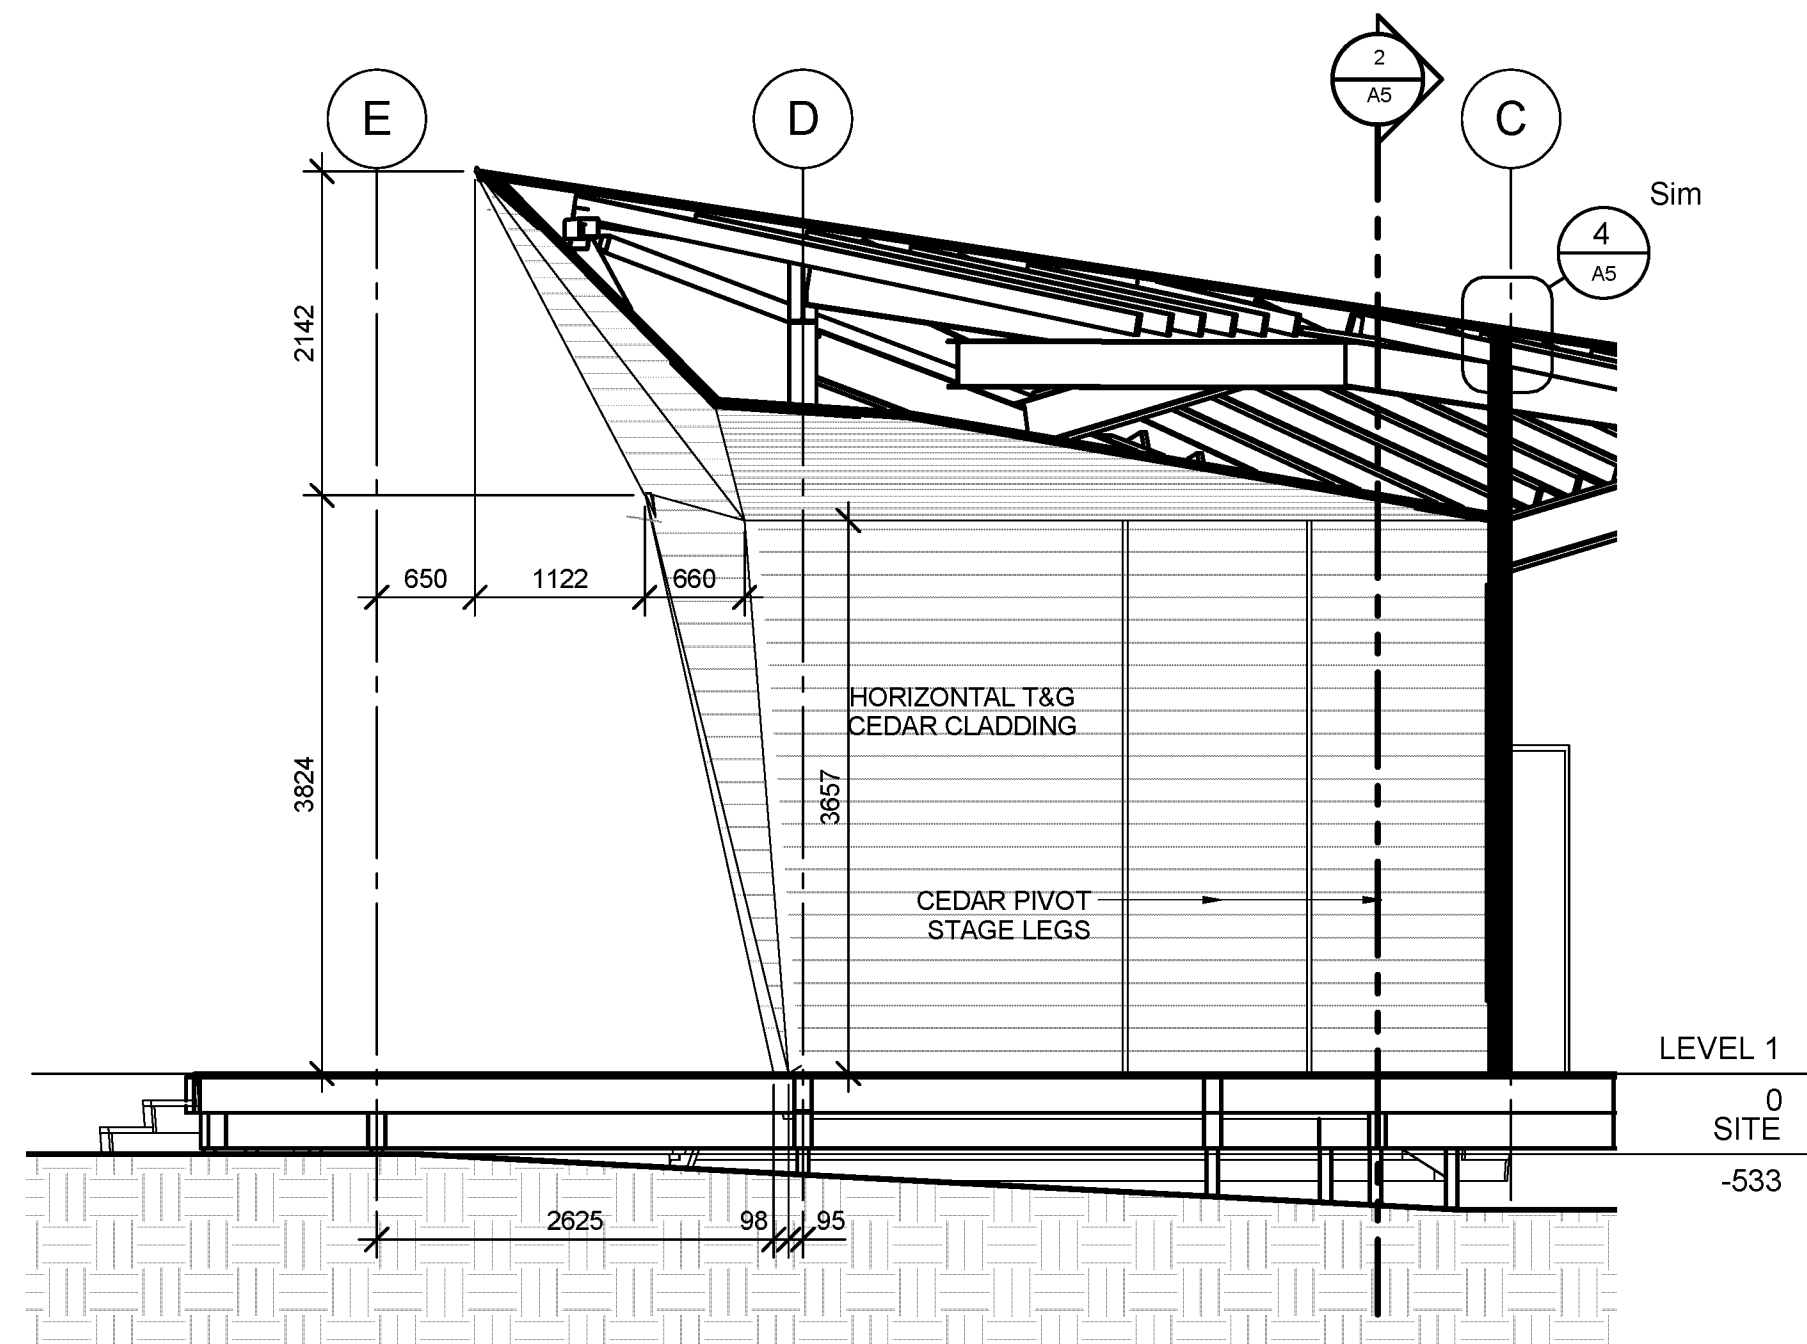 2
A5
E
D
C
Sim
4
A5
2142
650
1122
660
HORIZONTAL T&G
CEDAR CLADDING
3824
3657
CEDAR PIVOT
STAGE LEGS
LEVEL 1
0
SITE
-533
2625
98
95